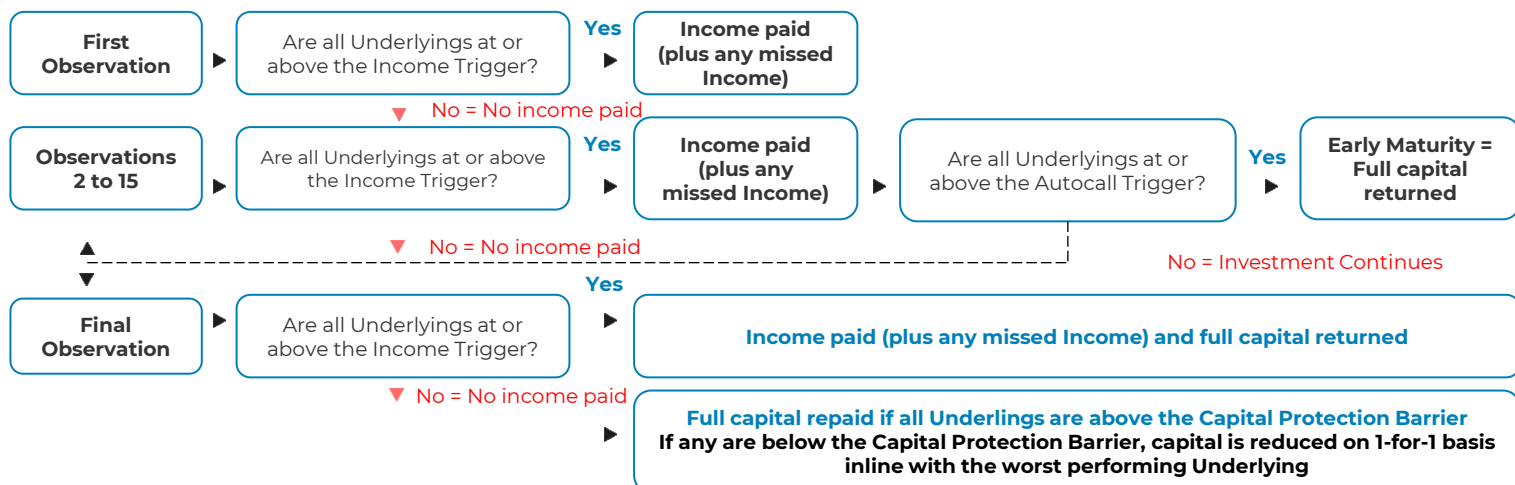 First
Observation
Are all Underlyings at or
above the Income Trigger?
Yes
Income paid
(plus any missed
Income)
No = No income paid
Observations
2 to 15
Are all Underlyings at or above
the Income Trigger?
Yes
Income paid
(plus any
missed Income)
Are all Underlyings at or
above the Autocall Trigger?
Yes
Early Maturity =
Full capital
returned
No = No income paid
No = Investment Continues
Final
Observation
Are all Underlyings at or
above the Income Trigger?
Yes
Income paid (plus any missed Income) and full capital returned
No = No income paid
Full capital repaid if all Underlings are above the Capital Protection Barrier
If any are below the Capital Protection Barrier, capital is reduced on 1-for-1 basis
inline with the worst performing Underlying